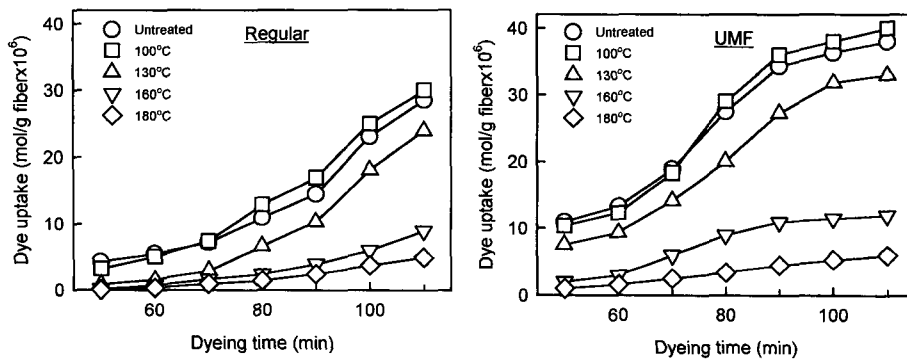 Regular
Untreated
100°C
130°C
160°C
180°C
40
30
20
10
0
60
80
100
Dye uptake (mol/g fiberx10⁶)
Dyeing time (min)
UMF
Untreated
100°C
130°C
160°C
180°C
40
30
20
10
0
60
80
100
Dye uptake (mol/g fiberx10⁶)
Dyeing time (min)